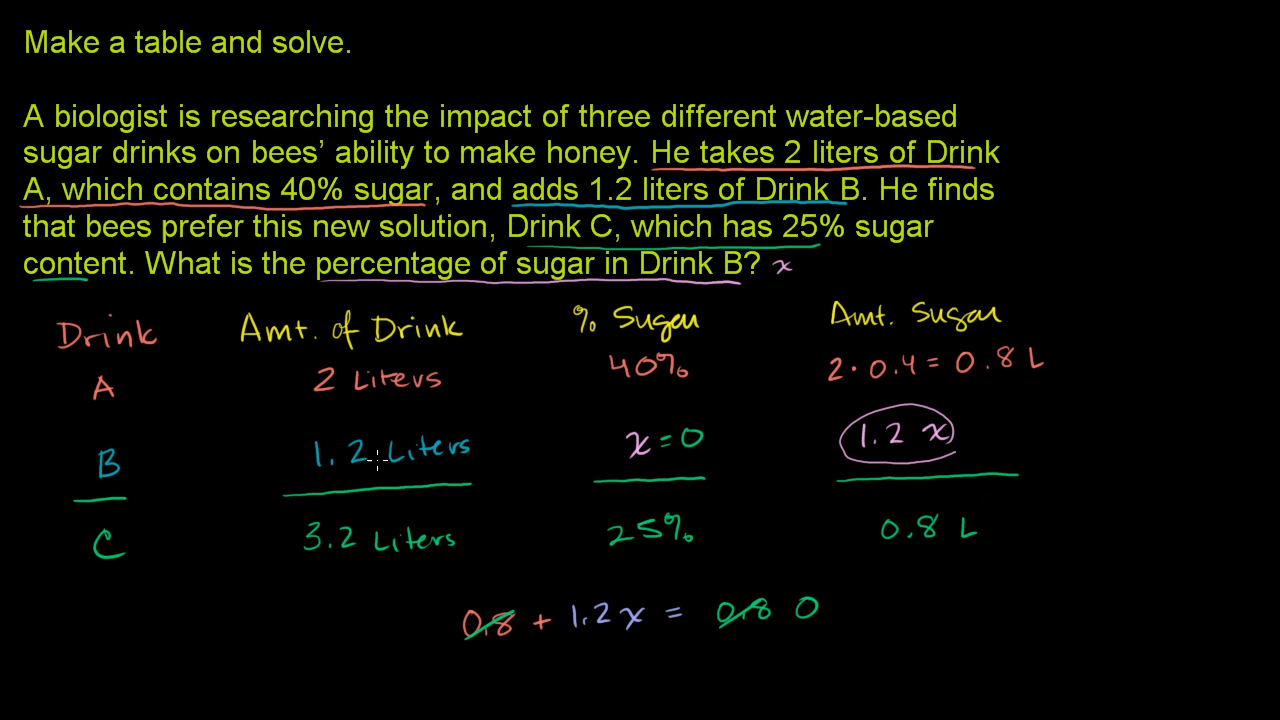 Make a table and solve.
A biologist is researching the impact of three different water-based
sugar drinks on bees' ability to make honey. He takes 2 liters of Drink
A, which contains 40% sugar, and adds 1.2 liters of Drink B. He finds
that bees prefer this new solution, Drink C, which has 25% sugar
content. What is the percentage of sugar in Drink B? x
Drink Amt. of Drink % Sugar Amt. Sugar
A 2 Liters 40% 2 · 0.4 = 0.8 L
B 1.2 Liters x = 0 1.2 x
C 3.2 Liters 25% 0.8 L
0.8 + 1.2x = 0.8 0